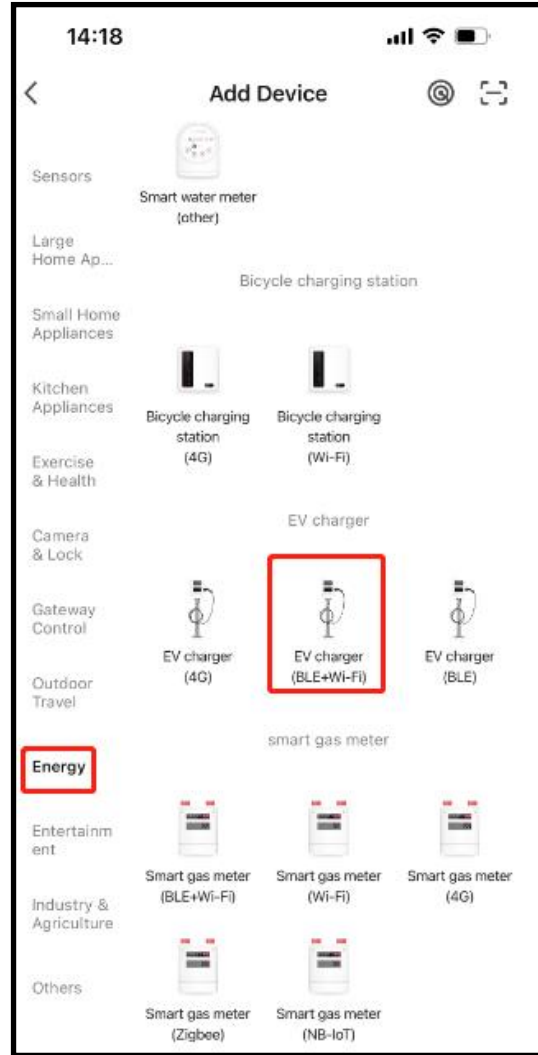 14:18
Add Device
Sensors
Large
Home Ap...
Small Home
Appliances
Kitchen
Appliances
Exercise
& Health
Camera
& Lock
Gateway
Control
Outdoor
Travel
Energy
Entertainm
ent
Industry &
Agriculture
Others
Smart water meter
(other)
Bicycle charging station
Bicycle charging
station
(4G)
Bicycle charging
station
(Wi-Fi)
EV charger
EV charger
(4G)
EV charger
(BLE+Wi-Fi)
EV charger
(BLE)
smart gas meter
Smart gas meter
(BLE+Wi-Fi)
Smart gas meter
(Wi-Fi)
Smart gas meter
(4G)
Smart gas meter
(Zigbee)
Smart gas meter
(NB-IoT)